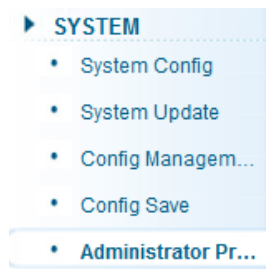 SYSTEM
System Config
System Update
Config Managem...
Config Save
Administrator Pr...